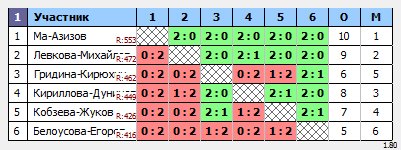 1 Участник 1 2 3 4 5 6 О М
1 Ма-Азизов R:553 2:0 2:0 2:0 2:0 2:0 10 1
2 Левкова-Михайл R:472 0:2 2:0 2:1 2:0 2:0 9 2
3 Гридина-Кирюх R:462 0:2 0:2 0:2 1:2 2:1 6 5
4 Кириллова-Дун R:449 0:2 1:2 2:0 2:1 2:0 8 3
5 Кобзева-Жуков R:426 0:2 0:2 2:1 1:2 2:1 7 4
6 Белоусова-Егор R:416 0:2 0:2 1:2 0:2 1:2 5 6
1.80